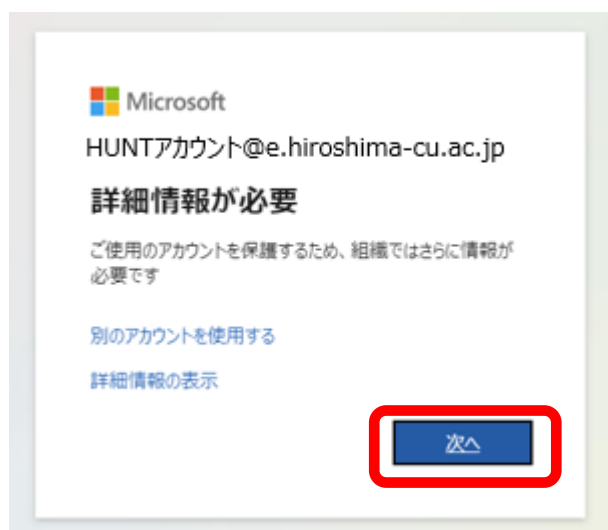 Microsoft
HUNTアカウント@e.hiroshima-cu.ac.jp
詳細情報が必要
ご使用のアカウントを保護するため、組織ではさらに情報が
必要です
別のアカウントを使用する
詳細情報の表示
次へ